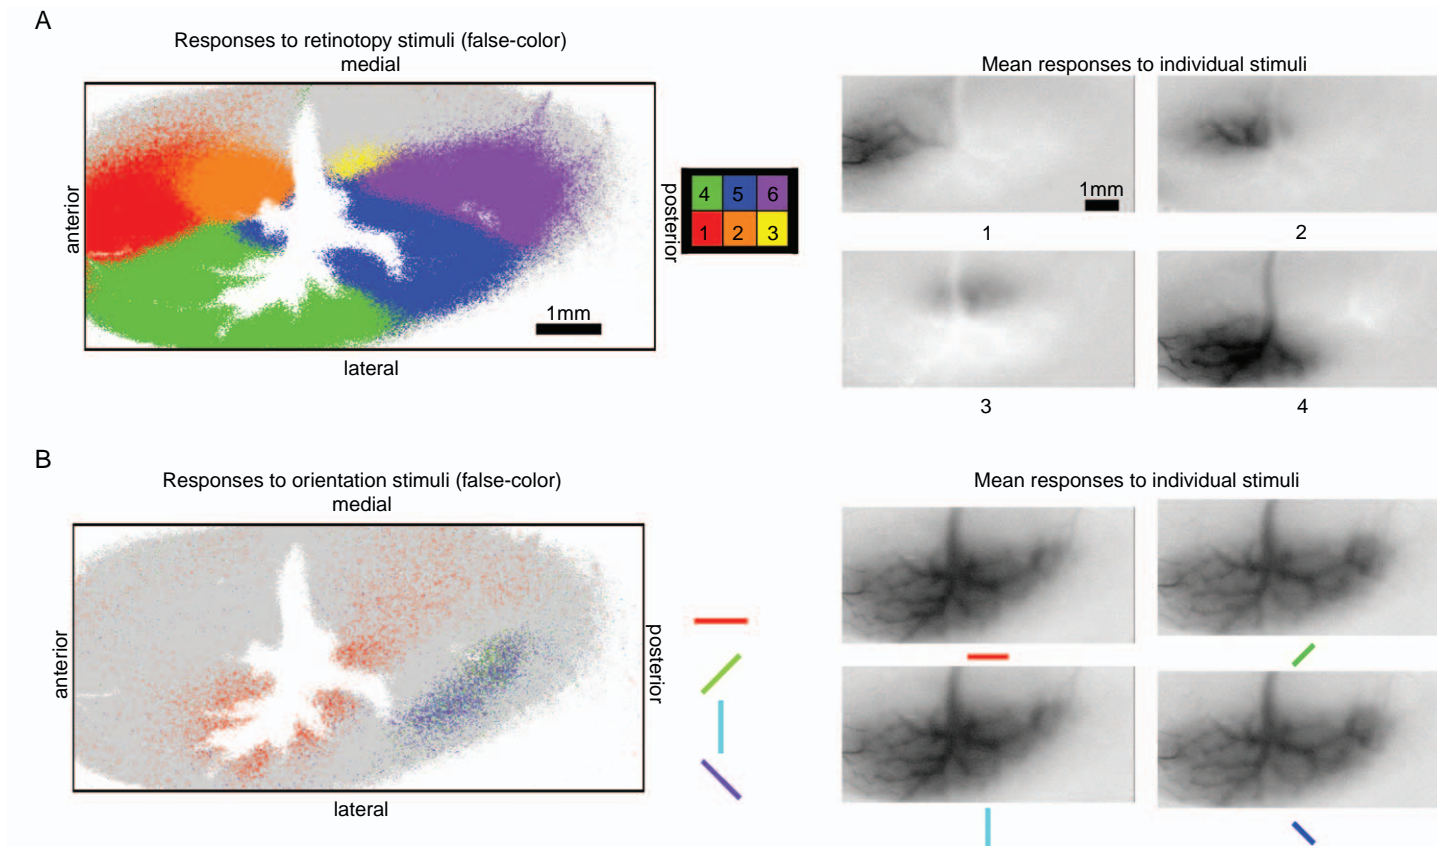 A
Responses to retinotopy stimuli (false-color)
medial
anterior
posterior
lateral
1mm
4 5 6
1 2 3
Mean responses to individual stimuli
1mm
1 2
3 4
B
Responses to orientation stimuli (false-color)
medial
anterior
posterior
lateral
Mean responses to individual stimuli